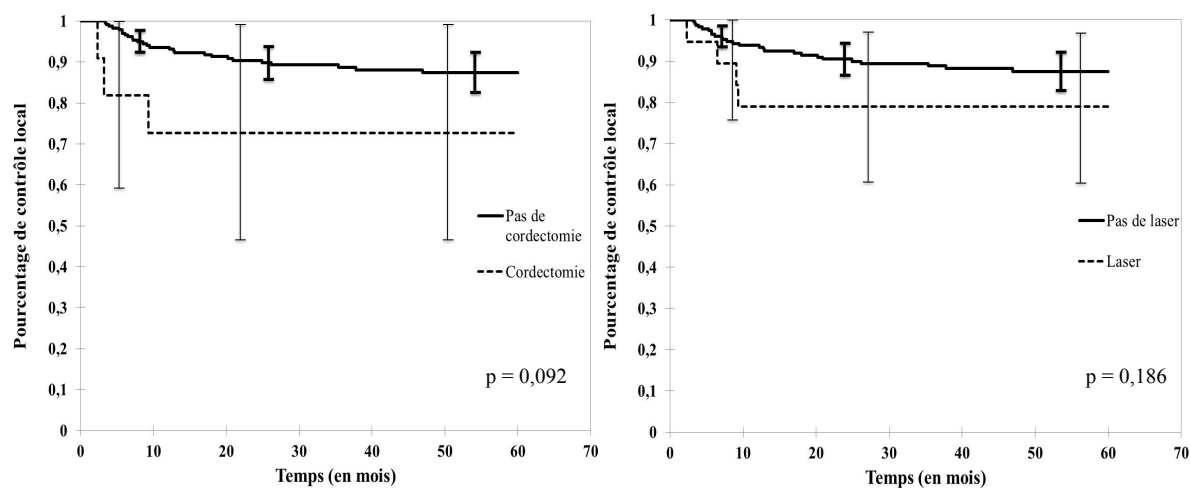 Pourcentage de contrôle local
1
0,9
0,8
0,7
0,6
0,5
0,4
0,3
0,2
0,1
0
0 10 20 30 40 50 60 70
Temps (en mois)
Pas de
cordectomie
Cordectomie
p = 0,092
Pourcentage de contrôle local
1
0,9
0,8
0,7
0,6
0,5
0,4
0,3
0,2
0,1
0
0 10 20 30 40 50 60 70
Temps (en mois)
Pas de laser
Laser
p = 0,186